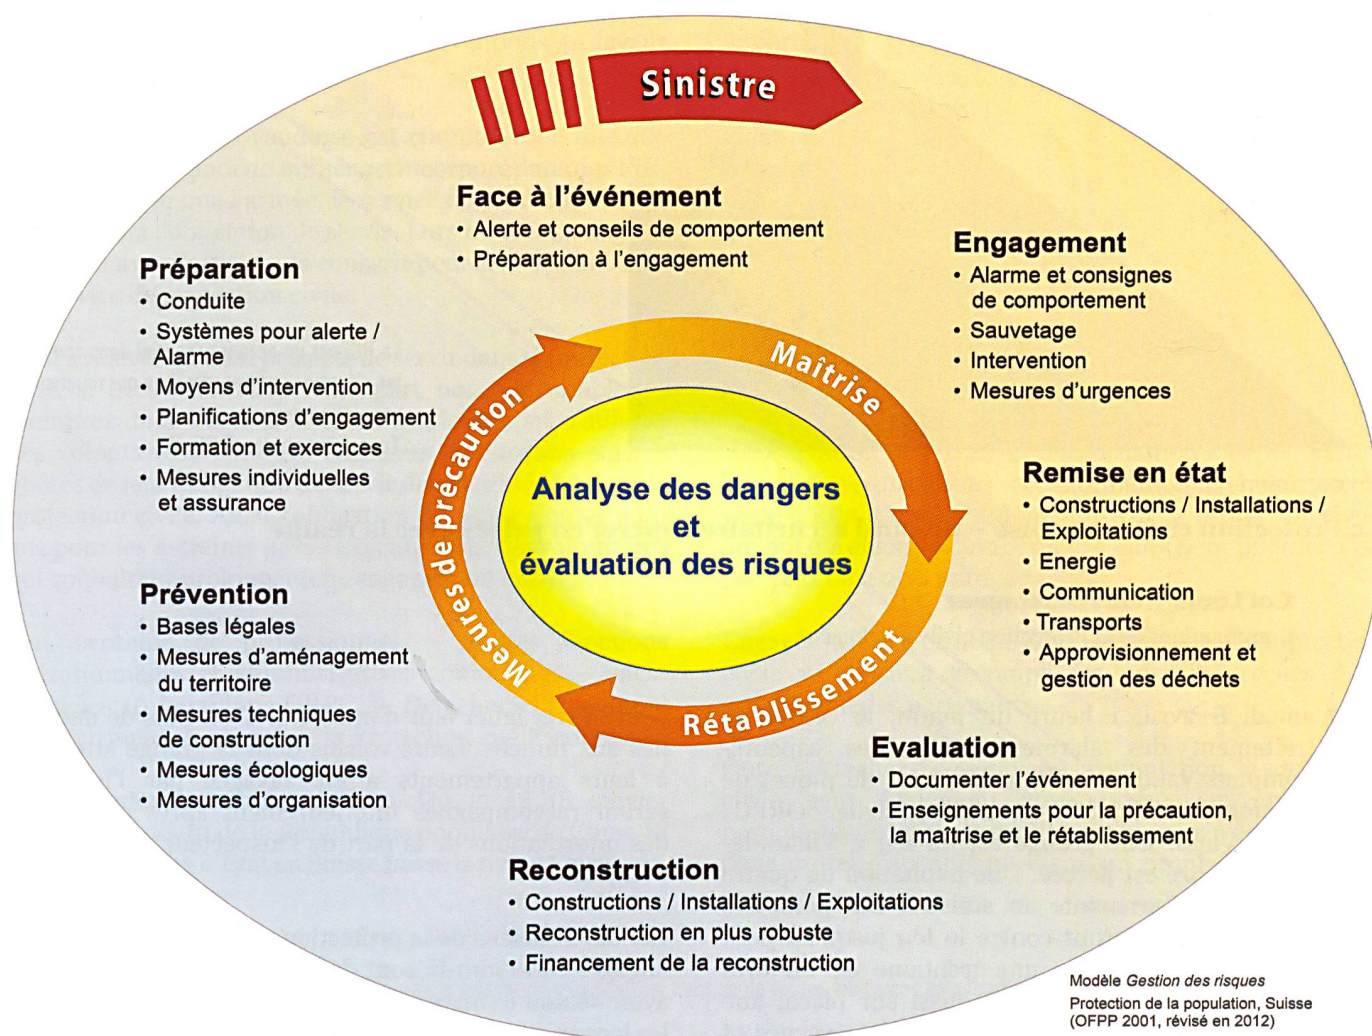 Sinistre
Face à l’événement
• Alerte et conseils de comportement
• Préparation à l’engagement
Préparation
• Conduite
• Systèmes pour alerte /
Alarme
• Moyens d’intervention
• Planifications d’engagement
• Formation et exercices
• Mesures individuelles
et assurance
Prévention
• Bases légales
• Mesures d’aménagement
du territoire
• Mesures techniques
de construction
• Mesures écologiques
• Mesures d’organisation
Mesures de précaution
Maîtrise
Rétablissement
Analyse des dangers
et
évaluation des risques
Engagement
• Alarme et consignes
de comportement
• Sauvetage
• Intervention
• Mesures d’urgences
Remise en état
• Constructions / Installations /
Exploitations
• Energie
• Communication
• Transports
• Approvisionnement et
gestion des déchets
Evaluation
• Documenter l’événement
• Enseignements pour la précaution,
la maîtrise et le rétablissement
Reconstruction
• Constructions / Installations / Exploitations
• Reconstruction en plus robuste
• Financement de la reconstruction
Modèle Gestion des risques
Protection de la population, Suisse
(OFPP 2001, révisé en 2012)